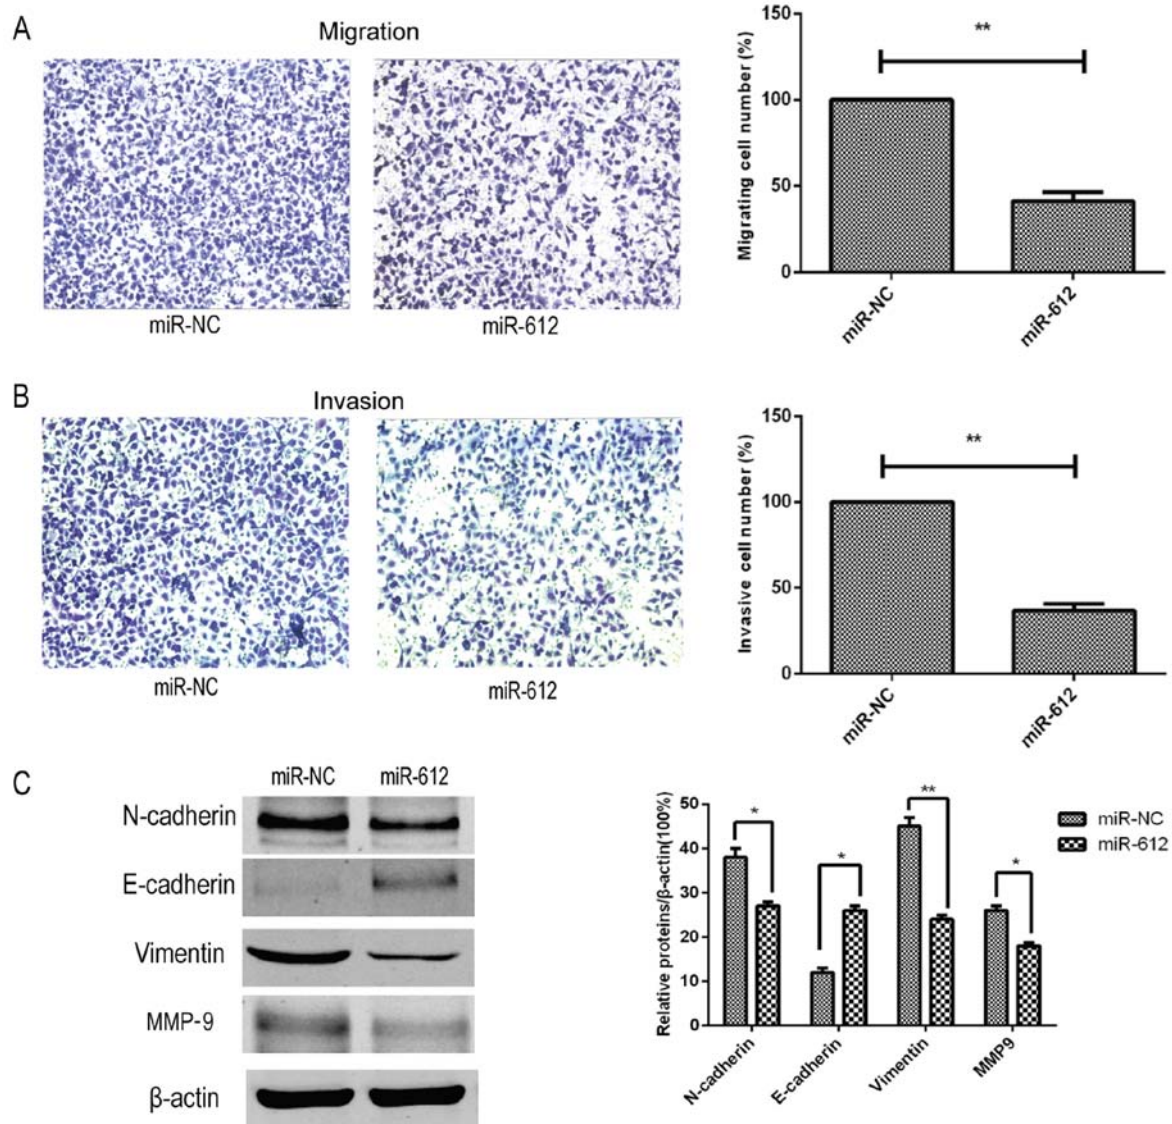 A
Migration
miR-NC
miR-612
Migrating cell number (%)
150
100
50
0
**
miR-NC
miR-612
B
Invasion
miR-NC
miR-612
Invasive cell number (%)
150
100
50
0
**
miR-NC
miR-612
C
miR-NC miR-612
N-cadherin
E-cadherin
Vimentin
MMP-9
β-actin
Relative proteins/β-actin(100%)
50
40
30
20
10
0
*
*
**
*
N-cadherin
E-cadherin
Vimentin
MMP9
miR-NC
miR-612